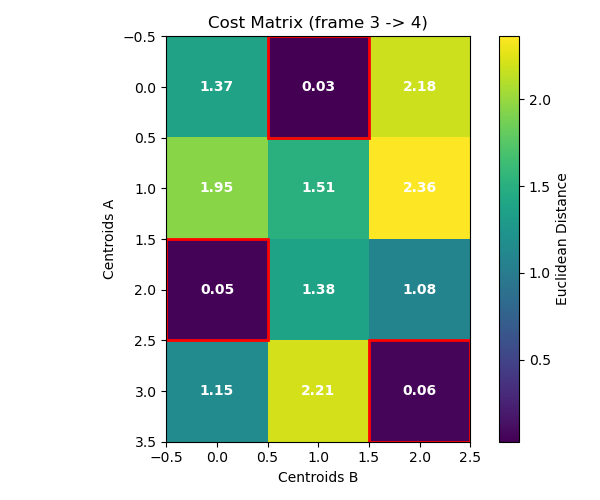 Cost Matrix (frame 3 -> 4)
−0.5
0.0
0.5
1.0
1.5
2.0
2.5
3.0
3.5
Centroids A
1.37 0.03 2.18
1.95 1.51 2.36
0.05 1.38 1.08
1.15 2.21 0.06
−0.5 0.0 0.5 1.0 1.5 2.0 2.5
Centroids B
2.0
1.5
1.0
0.5
Euclidean Distance